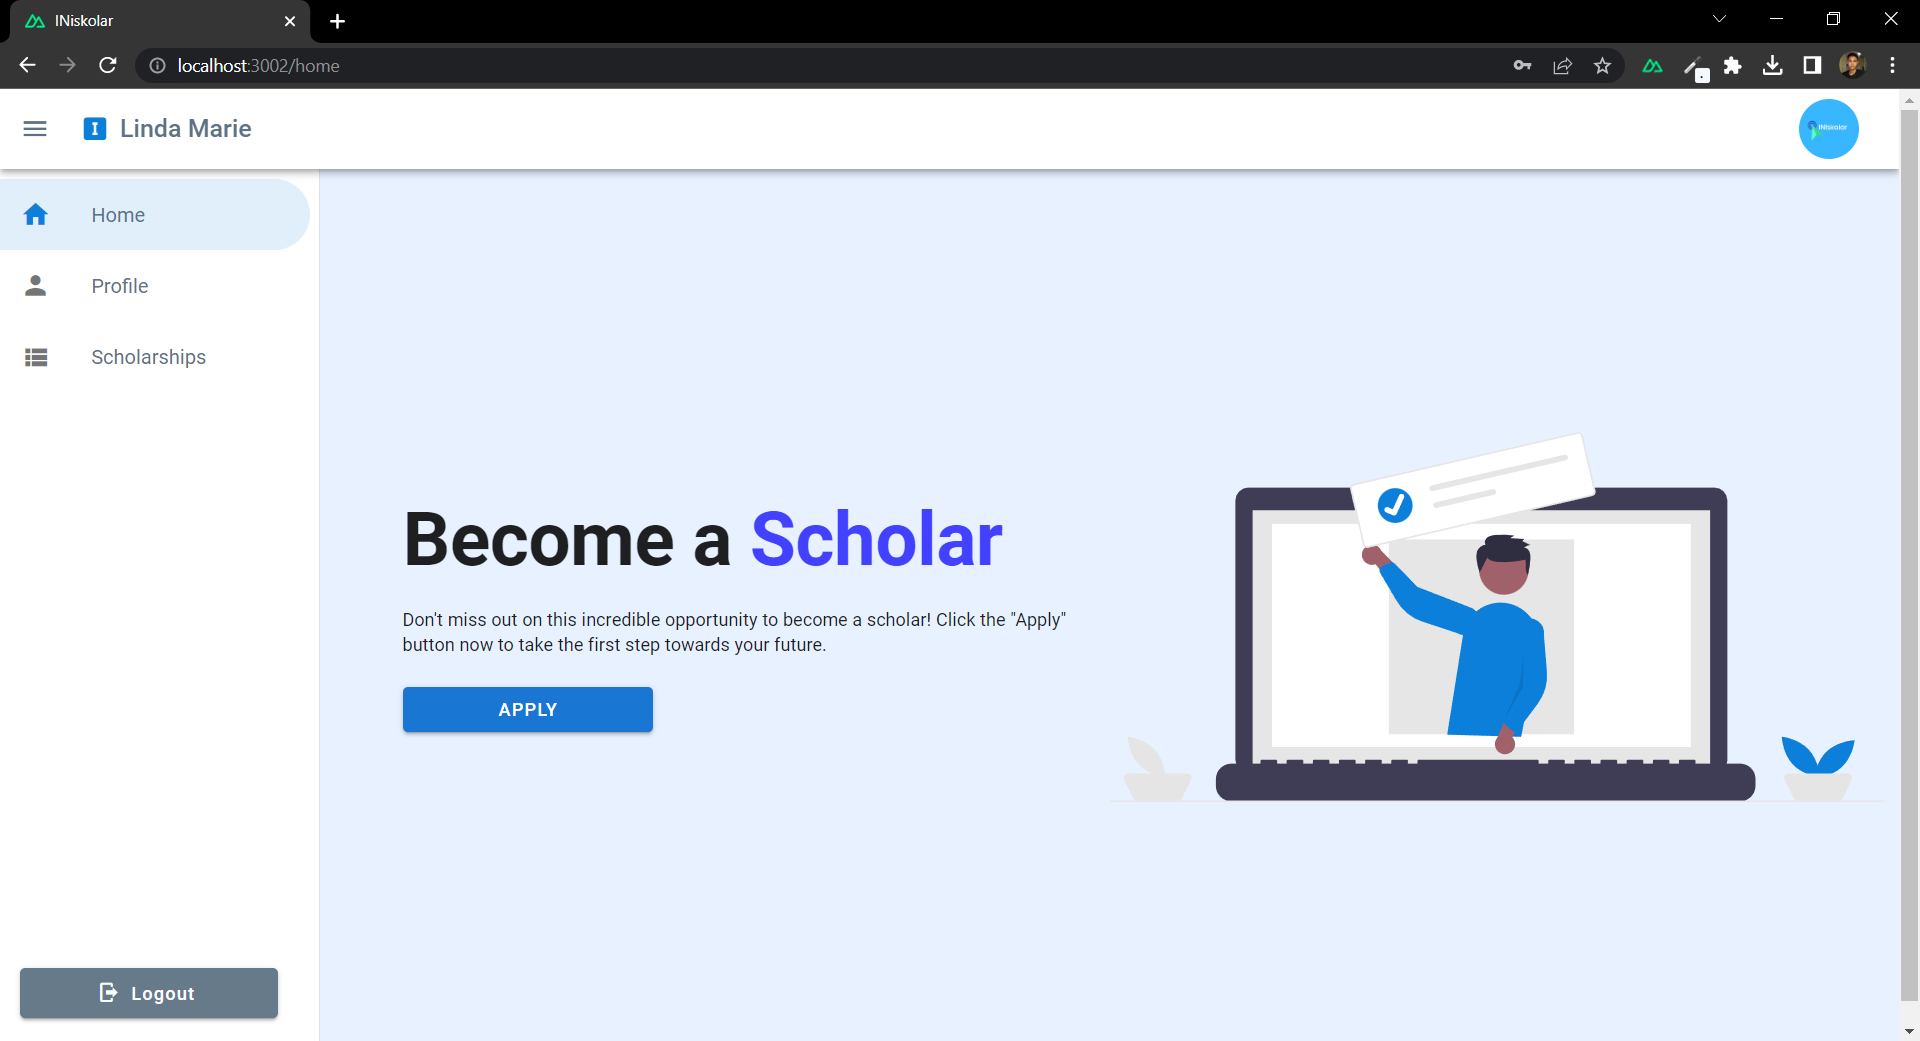 INiskolar
localhost:3002/home
I Linda Marie
INiskolar
Home
Profile
Scholarships
Become a Scholar
Don't miss out on this incredible opportunity to become a scholar! Click the "Apply"
button now to take the first step towards your future.
APPLY
Logout